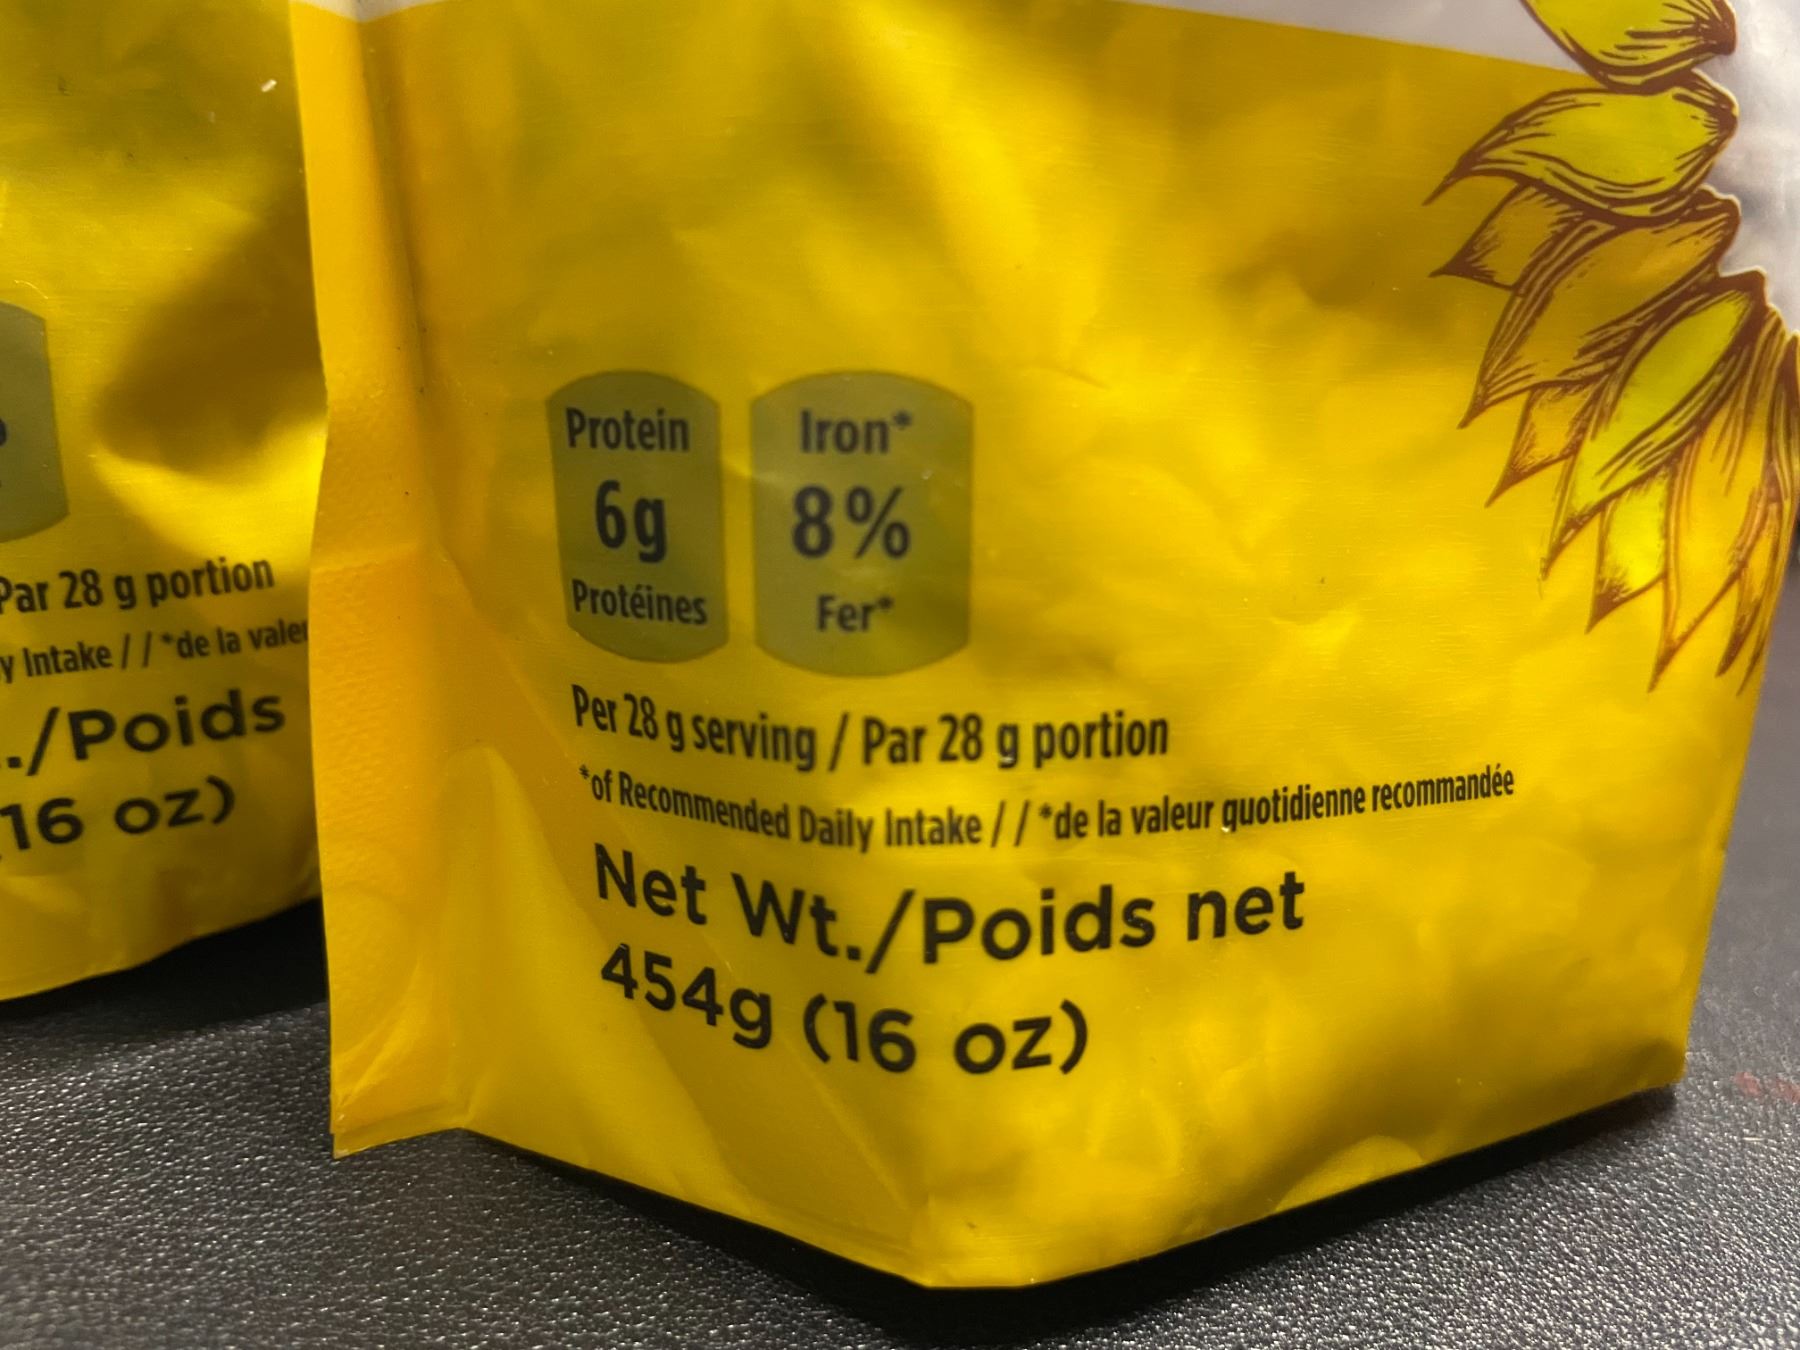 Protein
6g
Protéines
Iron*
8%
Fer*
Per 28 g serving / Par 28 g portion
*of Recommended Daily Intake // *de la valeur quotidienne recommandée
Net Wt./Poids net
454g (16 oz)
Par 28 g portion
Intake // *de la
./Poids
16 oz)